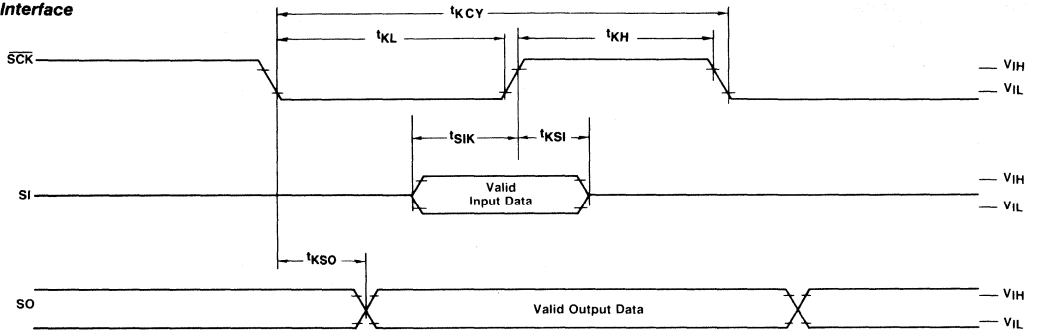 Interface
tKCY
tKL
tKH
SCK
VIH
VIL
tSIK
tKSI
SI
Valid
Input Data
VIH
VIL
tKSO
SO
Valid Output Data
VIH
VIL